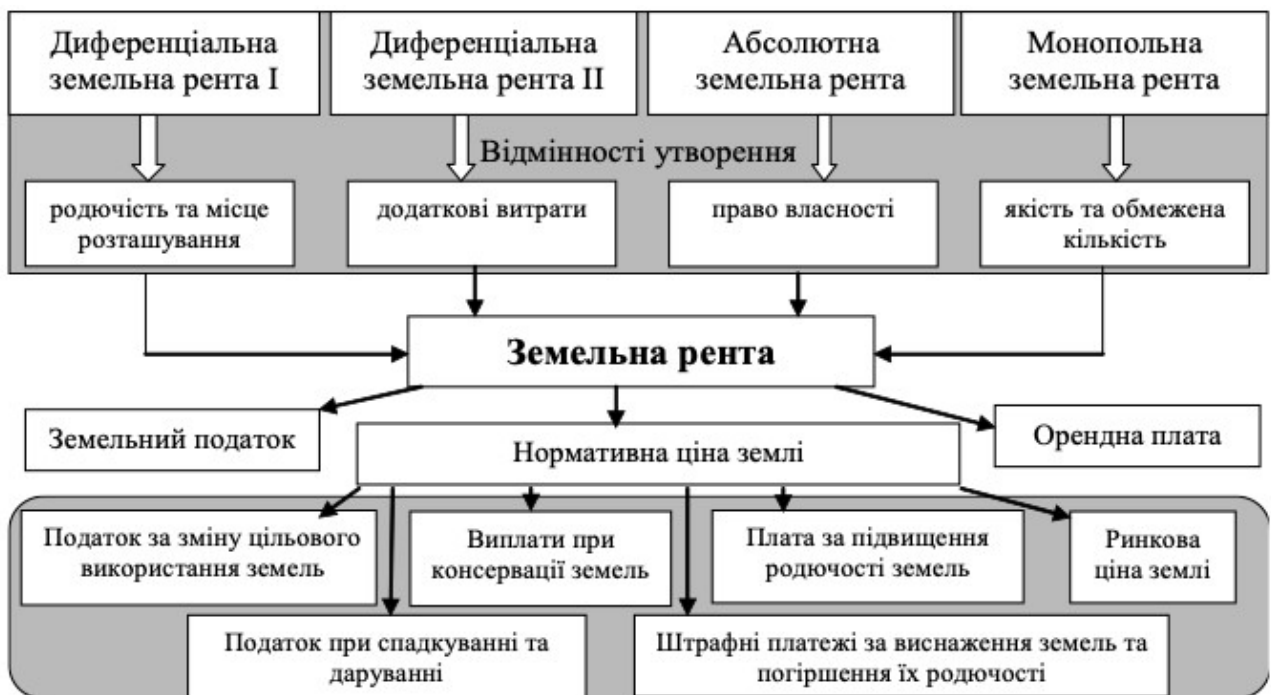 Диференціальна
земельна рента I
Диференціальна
земельна рента II
Абсолютна
земельна рента
Монопольна
земельна рента
Відмінності утворення
родючість та місце
розташування
додаткові витрати
право власності
якість та обмежена
кількість
Земельна рента
Земельний податок
Нормативна ціна землі
Орендна плата
Податок за зміну цільового
використання земель
Виплати при
консервації земель
Плата за підвищення
родючості земель
Ринкова
ціна землі
Податок при спадкуванні та
даруванні
Штрафні платежі за виснаження земель та
погіршення їх родючості